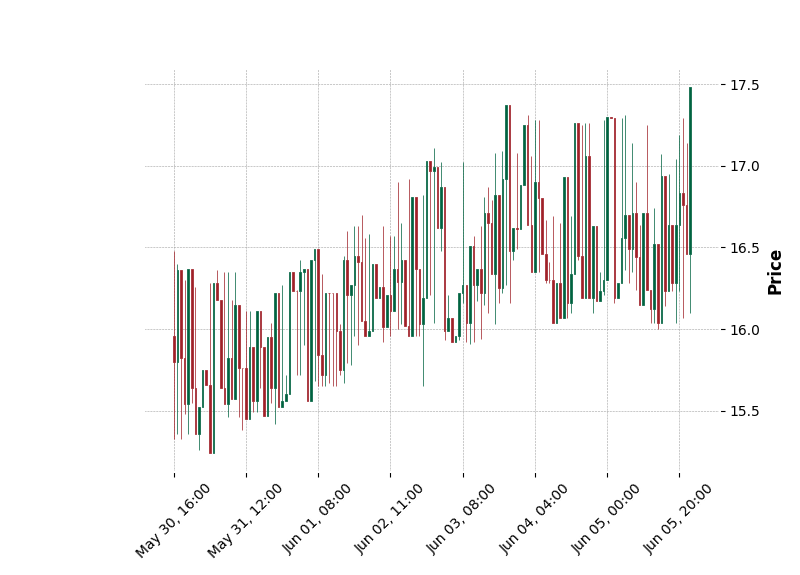 17.5
17.0
16.5
16.0
15.5
Price
May 30, 16:00
May 31, 12:00
Jun 01, 08:00
Jun 02, 11:00
Jun 03, 08:00
Jun 04, 04:00
Jun 05, 00:00
Jun 05, 20:00